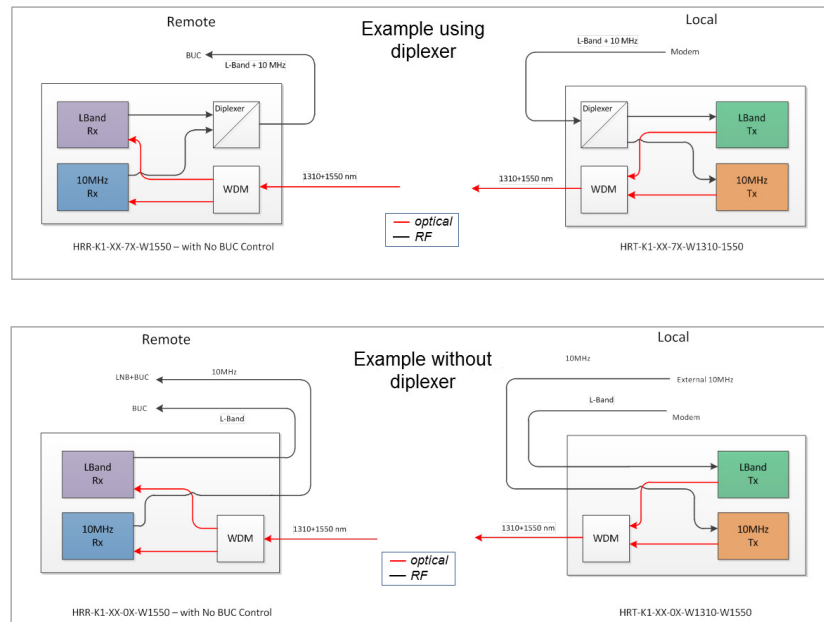 Remote
Example using
diplexer
Local
BUC
L-Band + 10 MHz
L-Band + 10 MHz
Modem
LBand
Rx
Diplexer
10MHz
Rx
WDM
1310+1550 nm
1310+1550 nm
optical
RF
Diplexer
LBand
Tx
WDM
10MHz
Tx
HRR-K1-XX-7X-W1550 – with No BUC Control
HRT-K1-XX-7X-W1310-1550
Remote
Example without
diplexer
Local
LNB+BUC
10MHz
BUC
L-Band
10MHz
External 10MHz
L-Band
Modem
LBand
Rx
10MHz
Rx
WDM
1310+1550 nm
1310+1550 nm
optical
RF
LBand
Tx
WDM
10MHz
Tx
HRR-K1-XX-0X-W1550 – with No BUC Control
HRT-K1-XX-0X-W1310-W1550